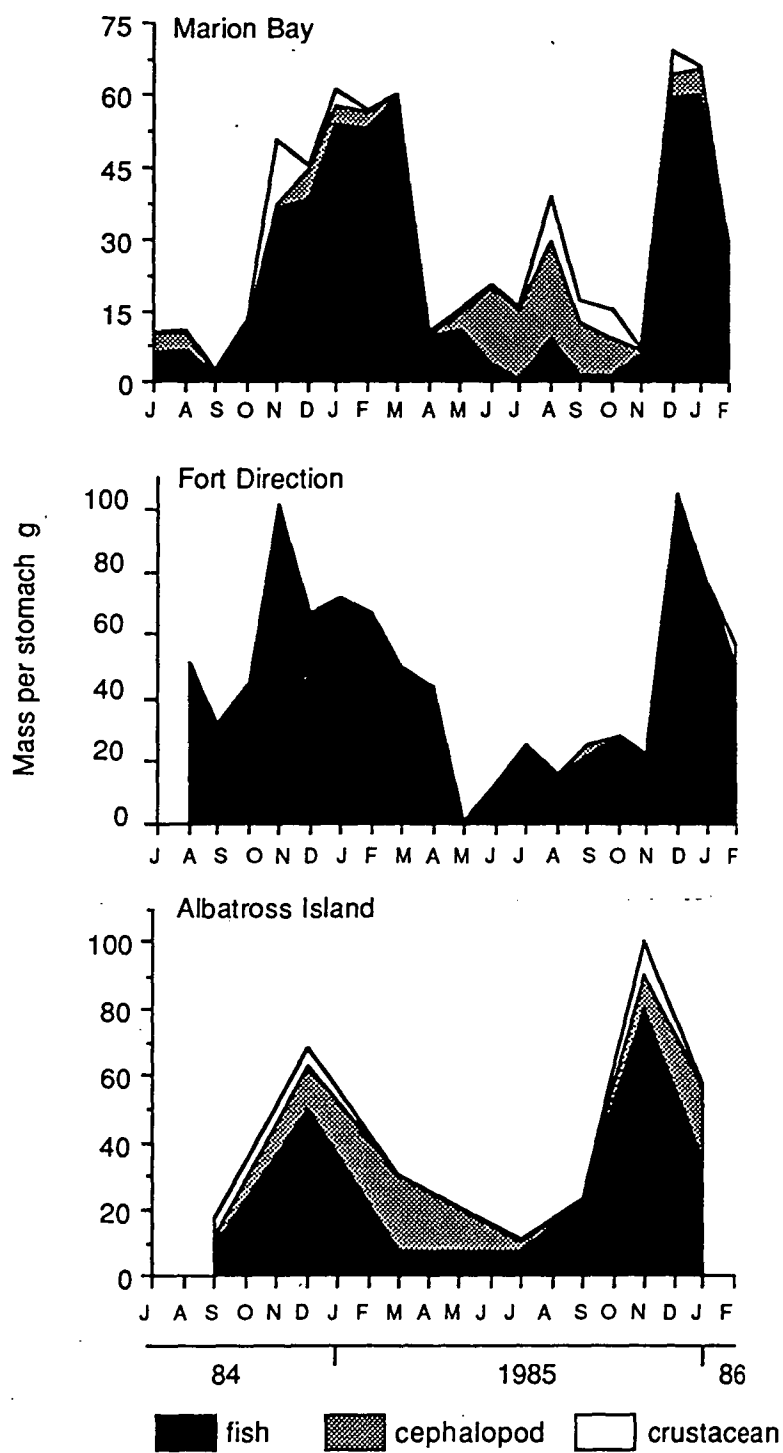 Mass per stomach g
Marion Bay
75
60
45
30
15
0
J A S O N D J F M A M J J A S O N D J F
Fort Direction
100
80
60
40
20
0
J A S O N D J F M A M J J A S O N D J F
Albatross Island
100
80
60
40
20
0
J A S O N D J F M A M J J A S O N D J F
84 1985 86
fish cephalopod crustacean